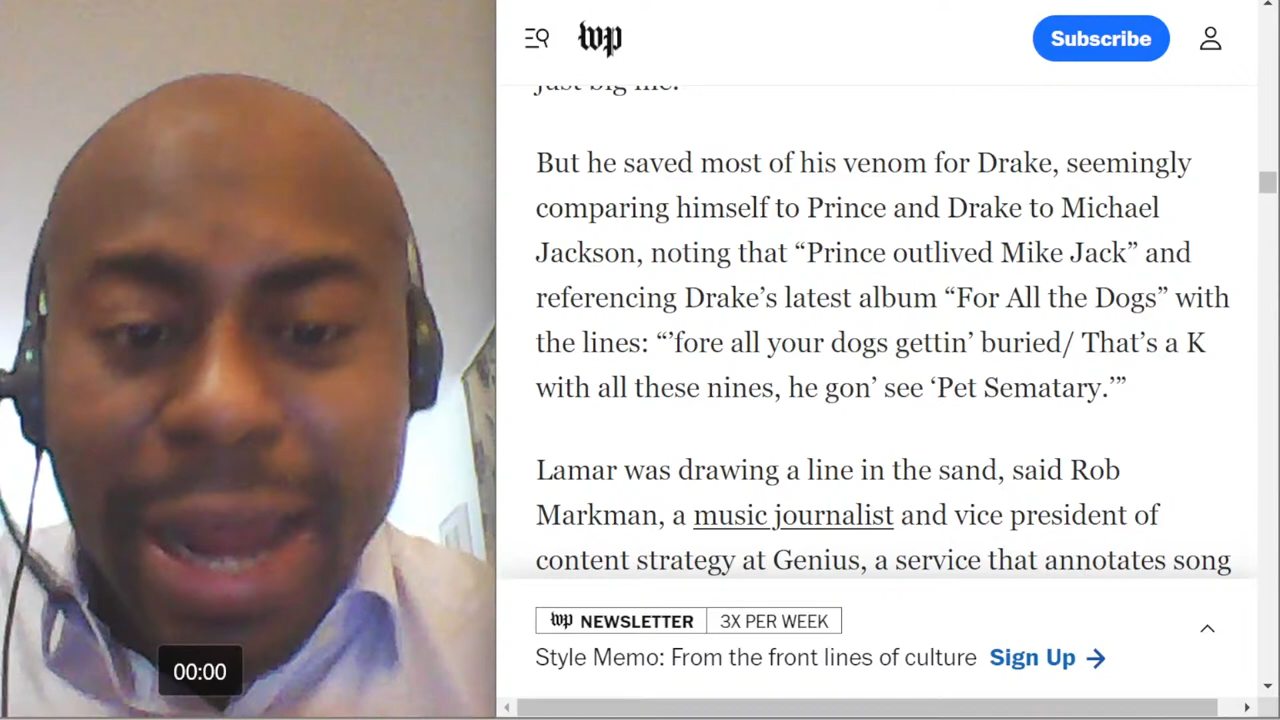 wp
Subscribe
just big me.
But he saved most of his venom for Drake, seemingly
comparing himself to Prince and Drake to Michael
Jackson, noting that “Prince outlived Mike Jack” and
referencing Drake’s latest album “For All the Dogs” with
the lines: “’fore all your dogs gettin’ buried/ That’s a K
with all these nines, he gon’ see ‘Pet Sematary.’”
Lamar was drawing a line in the sand, said Rob
Markman, a music journalist and vice president of
content strategy at Genius, a service that annotates song
wp NEWSLETTER 3X PER WEEK
Style Memo: From the front lines of culture Sign Up
00:00